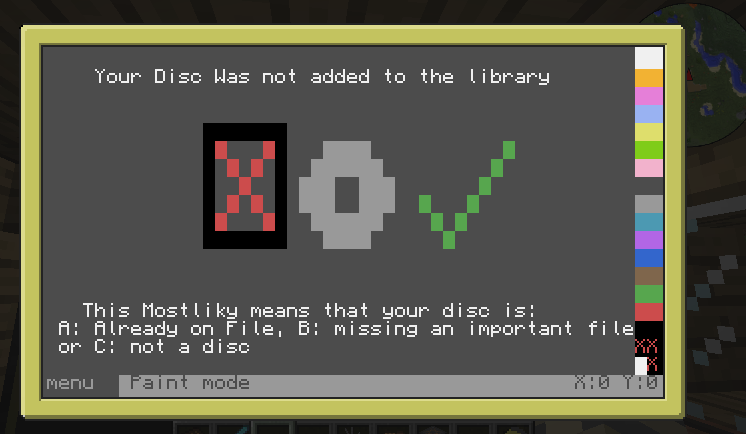 Your Disc Was not added to the library
This Mostliky means that your disc is:
A: Already on File, B: missing an important file
or C: not a disc
XX
X
menu Paint mode X:0 Y:0